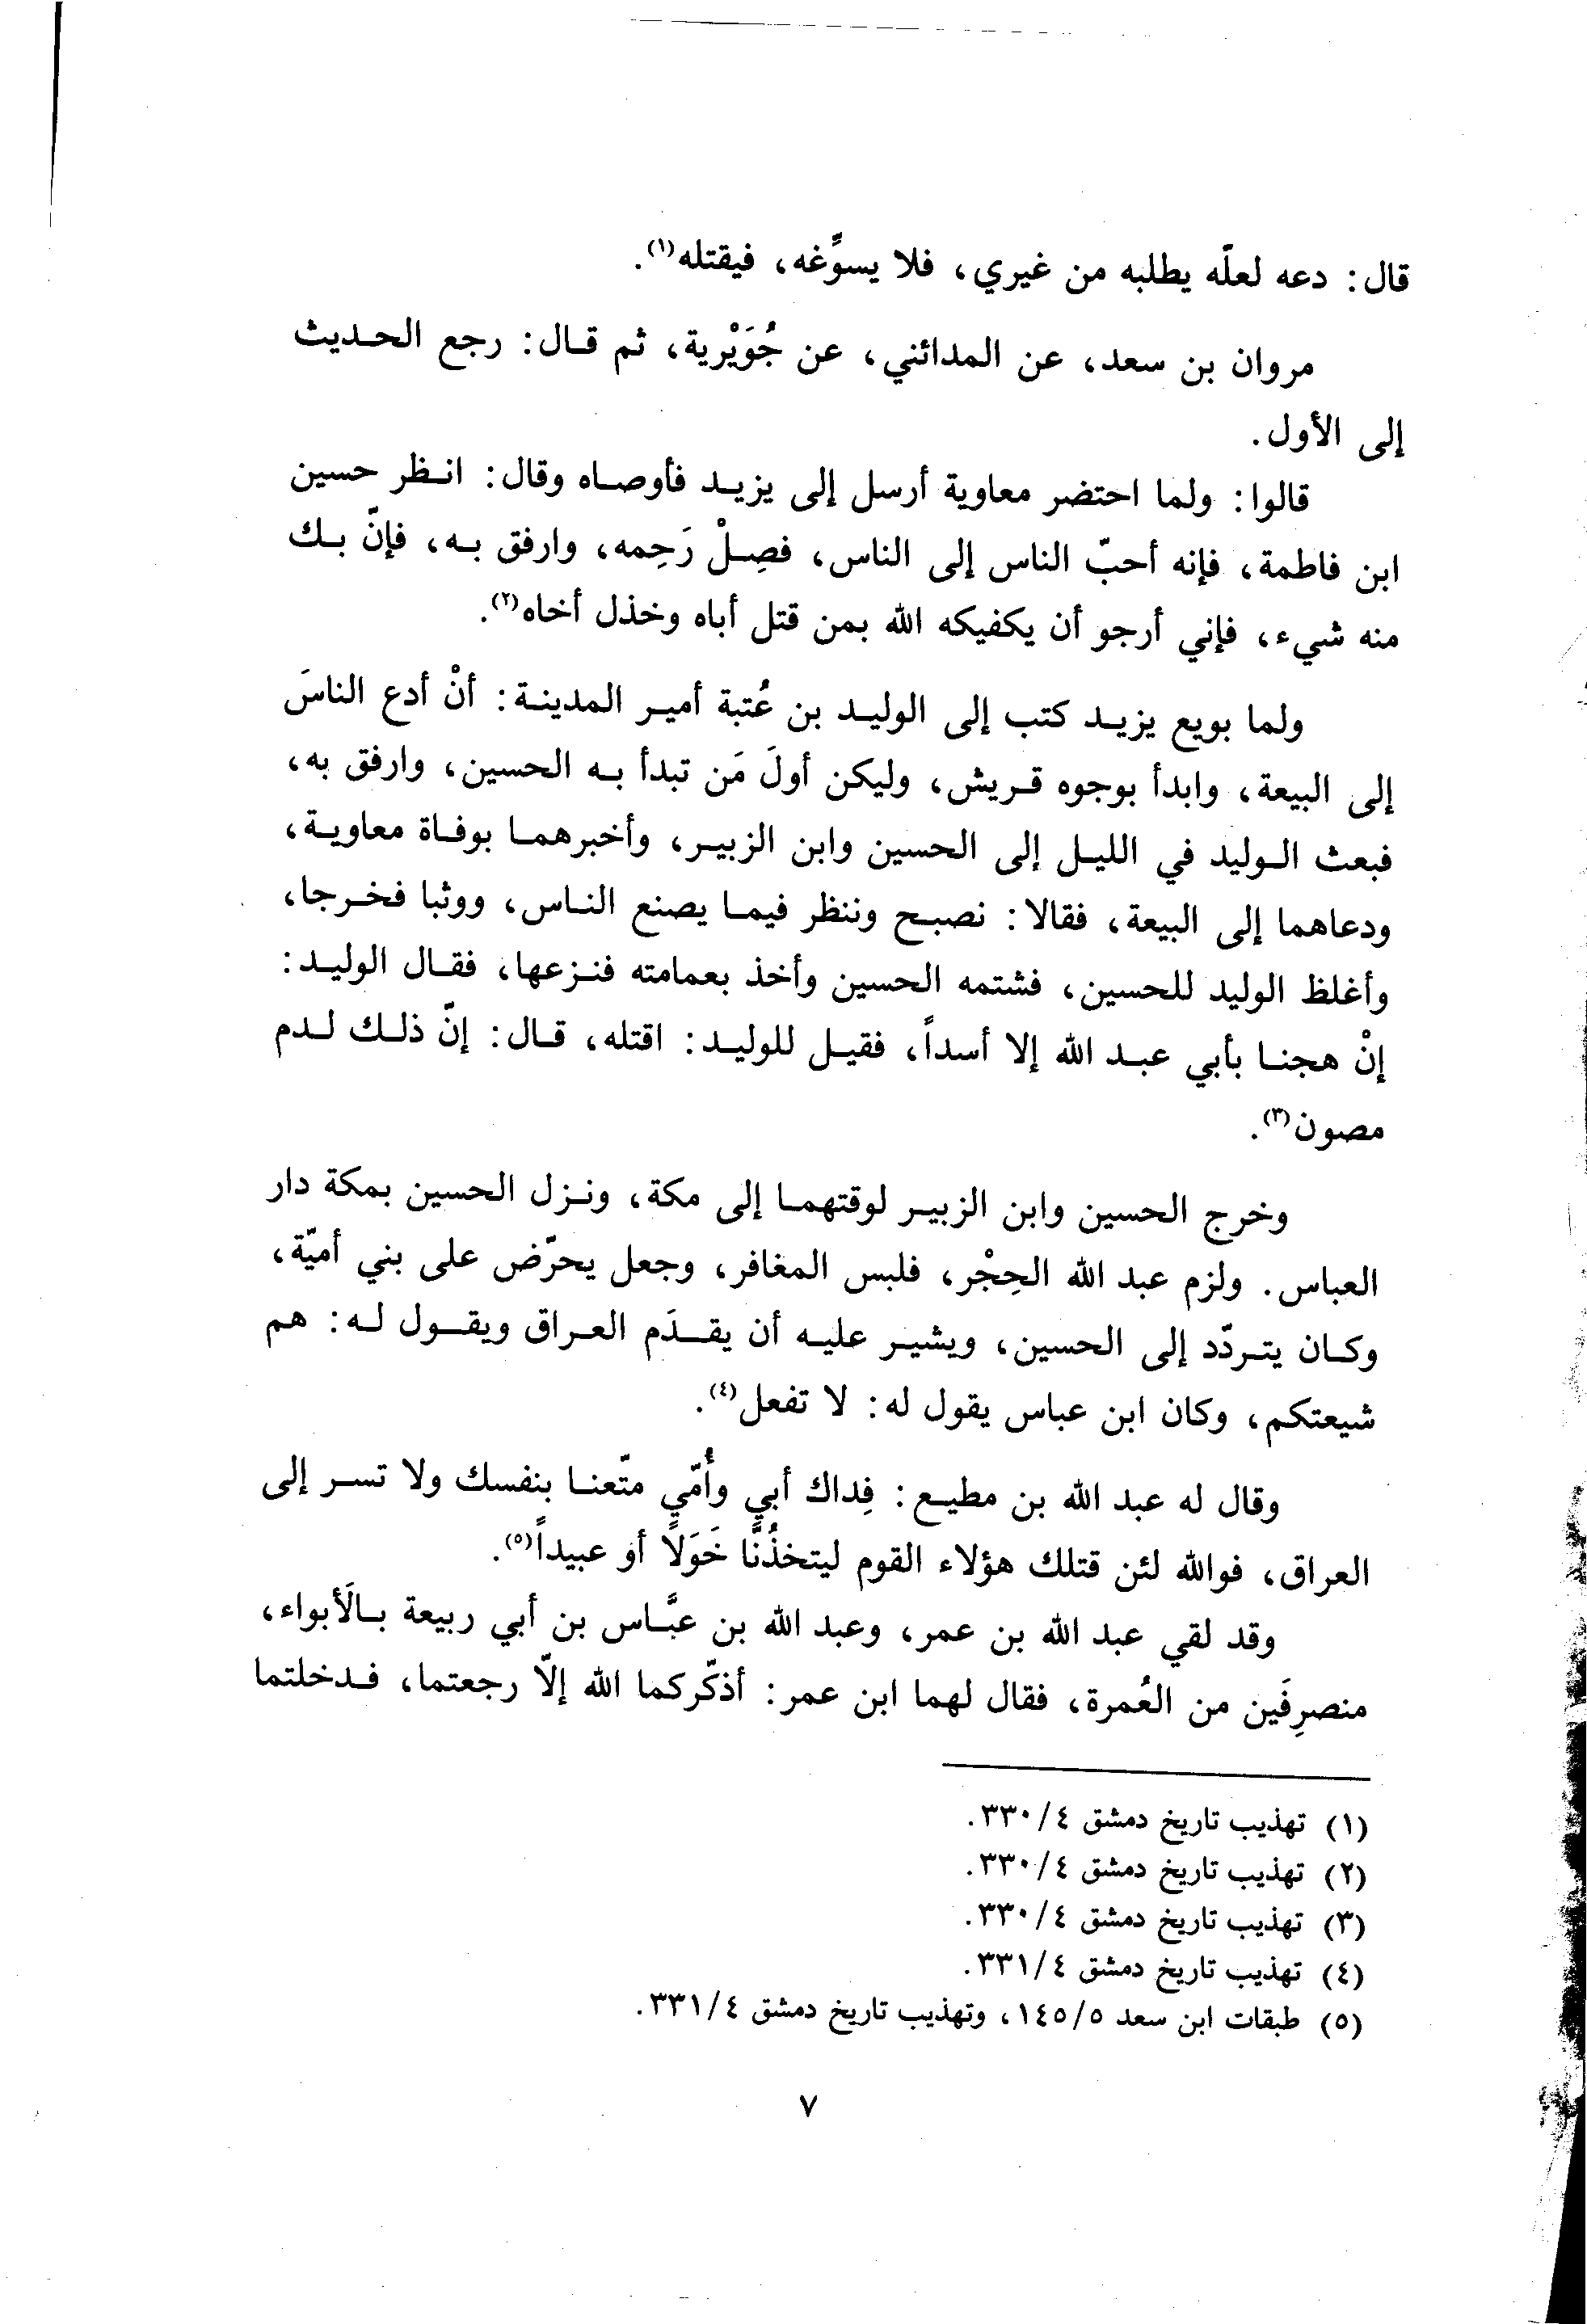 قال: دعه لعلّه يطلبه من غيري، فلا يسوِّغه، فيقتله(١).
مروان بن سعد، عن المدائني، عن جُوَيْرية، ثم قال: رجع الحديث
إلى الأول.
قالوا: ولما احتضر معاوية أرسل إلى يزيد فأوصاه وقال: انظر حسين
ابن فاطمة، فإنه أحبّ الناس إلى الناس، فصِلْ رَحِمه، وارفق به، فإنّ بك
منه شيء، فإني أرجو أن يكفيكه الله بمن قتل أباه وخذل أخاه(٢).
ولما بويع يزيد كتب إلى الوليد بن عُتبة أمير المدينة: أنْ أدع الناسَ
إلى البيعة، وابدأ بوجوه قريش، وليكن أولَ مَن تبدأ به الحسين، وارفق به،
فبعث الوليد في الليل إلى الحسين وابن الزبير، وأخبرهما بوفاة معاوية،
ودعاهما إلى البيعة، فقالا: نصبح وننظر فيما يصنع الناس، ووثبا فخرجا،
وأغلظ الوليد للحسين، فشتمه الحسين وأخذ بعمامته فنزعها، فقال الوليد:
إنْ هجنا بأبي عبد الله إلا أسداً، فقيل للوليد: اقتله، قال: إنّ ذلك لدم
مصون(٣).
وخرج الحسين وابن الزبير لوقتهما إلى مكة، ونزل الحسين بمكة دار
العباس. ولزم عبد الله الحِجْر، فلبس المغافر، وجعل يحرّض على بني أميّة،
وكان يتردّد إلى الحسين، ويشير عليه أن يقدَم العراق ويقول له: هم
شيعتكم، وكان ابن عباس يقول له: لا تفعل(٤).
وقال له عبد الله بن مطيع: فِداك أبي وأُمّي متّعنا بنفسك ولا تسر إلى
العراق، فوالله لئن قتلك هؤلاء القوم ليتخذُنَّا خَوَلاً أو عبيداً(٥).
وقد لقي عبد الله بن عمر، وعبد الله بن عبَّاس بن أبي ربيعة بالَأبواء،
منصرِفَين من العُمرة، فقال لهما ابن عمر: أذكّركما الله إلاّ رجعتما، فدخلتما
(١) تهذيب تاريخ دمشق ٤/ ٣٣٠.
(٢) تهذيب تاريخ دمشق ٤/ ٣٣٠.
(٣) تهذيب تاريخ دمشق ٤/ ٣٣٠.
(٤) تهذيب تاريخ دمشق ٤/ ٣٣١.
(٥) طبقات ابن سعد ٥/ ١٤٥، وتهذيب تاريخ دمشق ٤/ ٣٣١.
٧